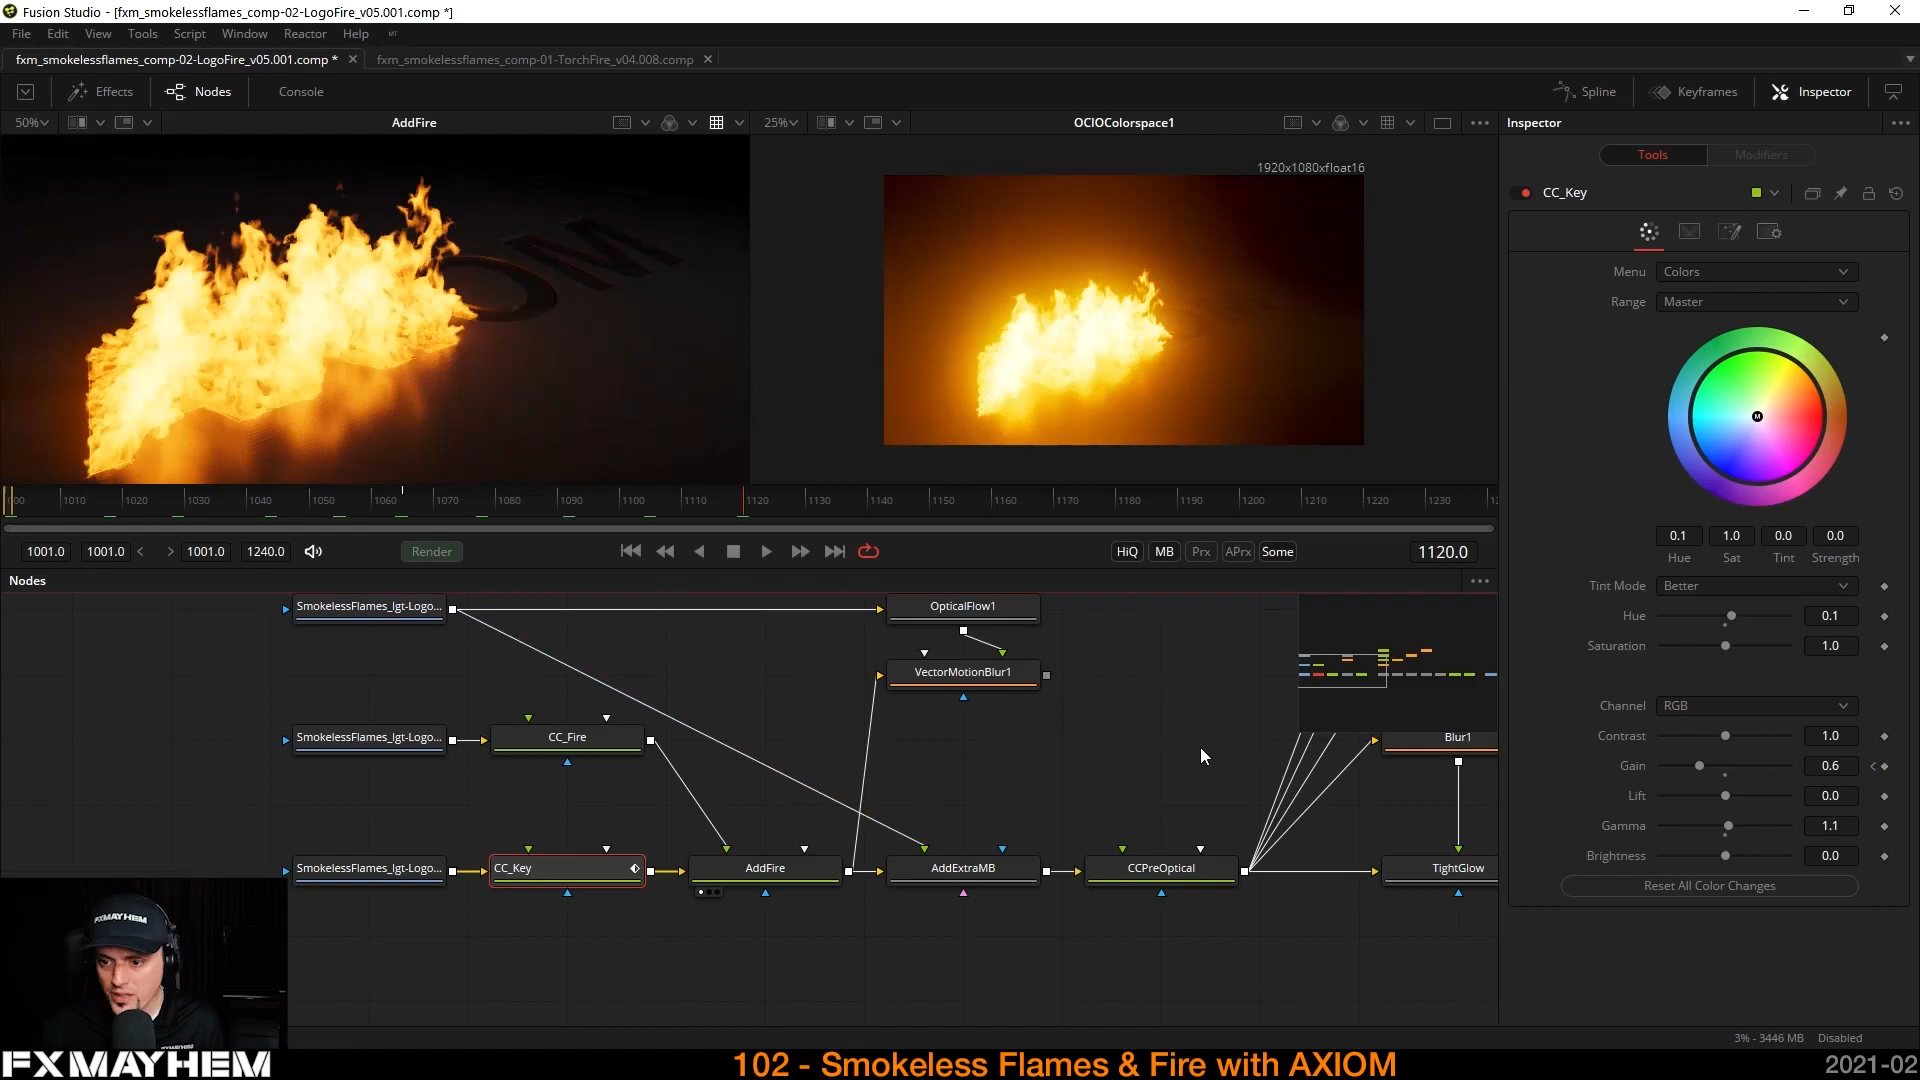 Fusion Studio - [fxm_smokelessflames_comp-02-LogoFire_v05.001.comp *]
File Edit View Tools Script Window Reactor Help MT
fxm_smokelessflames_comp-02-LogoFire_v05.001.comp * fxm_smokelessflames_comp-01-TorchFire_v04.008.comp
Effects Nodes Console Spline Keyframes Inspector
50% AddFire 25% OCIOColorspace1 Inspector
1920x1080xfloat16
Tools Modifiers
CC_Key
OM
Menu Colors
Range Master
M
1010 1020 1030 1040 1050 1060 1070 1080 1090 1100 1110 1120 1130 1140 1150 1160 1170 1180 1190 1200 1210 1220 1230
0.1 1.0 0.0 0.0
Hue Sat Tint Strength
1001.0 1001.0 < > 1001.0 1240.0 Render HiQ MB Prx APrx Some 1120.0
Nodes
Tint Mode Better
Hue 0.1
Saturation 1.0
Channel RGB
Contrast 1.0
Gain 0.6
Lift 0.0
Gamma 1.1
Brightness 0.0
Reset All Color Changes
SmokelessFlames_lgt-Logo... OpticalFlow1
VectorMotionBlur1
SmokelessFlames_lgt-Logo... CC_Fire Blur1
SmokelessFlames_lgt-Logo... CC_Key AddFire AddExtraMB CCPreOptical TightGlow
FXMAYHEM
3% - 3446 MB Disabled
FXMAYHEM 102 - Smokeless Flames & Fire with AXIOM 2021-02